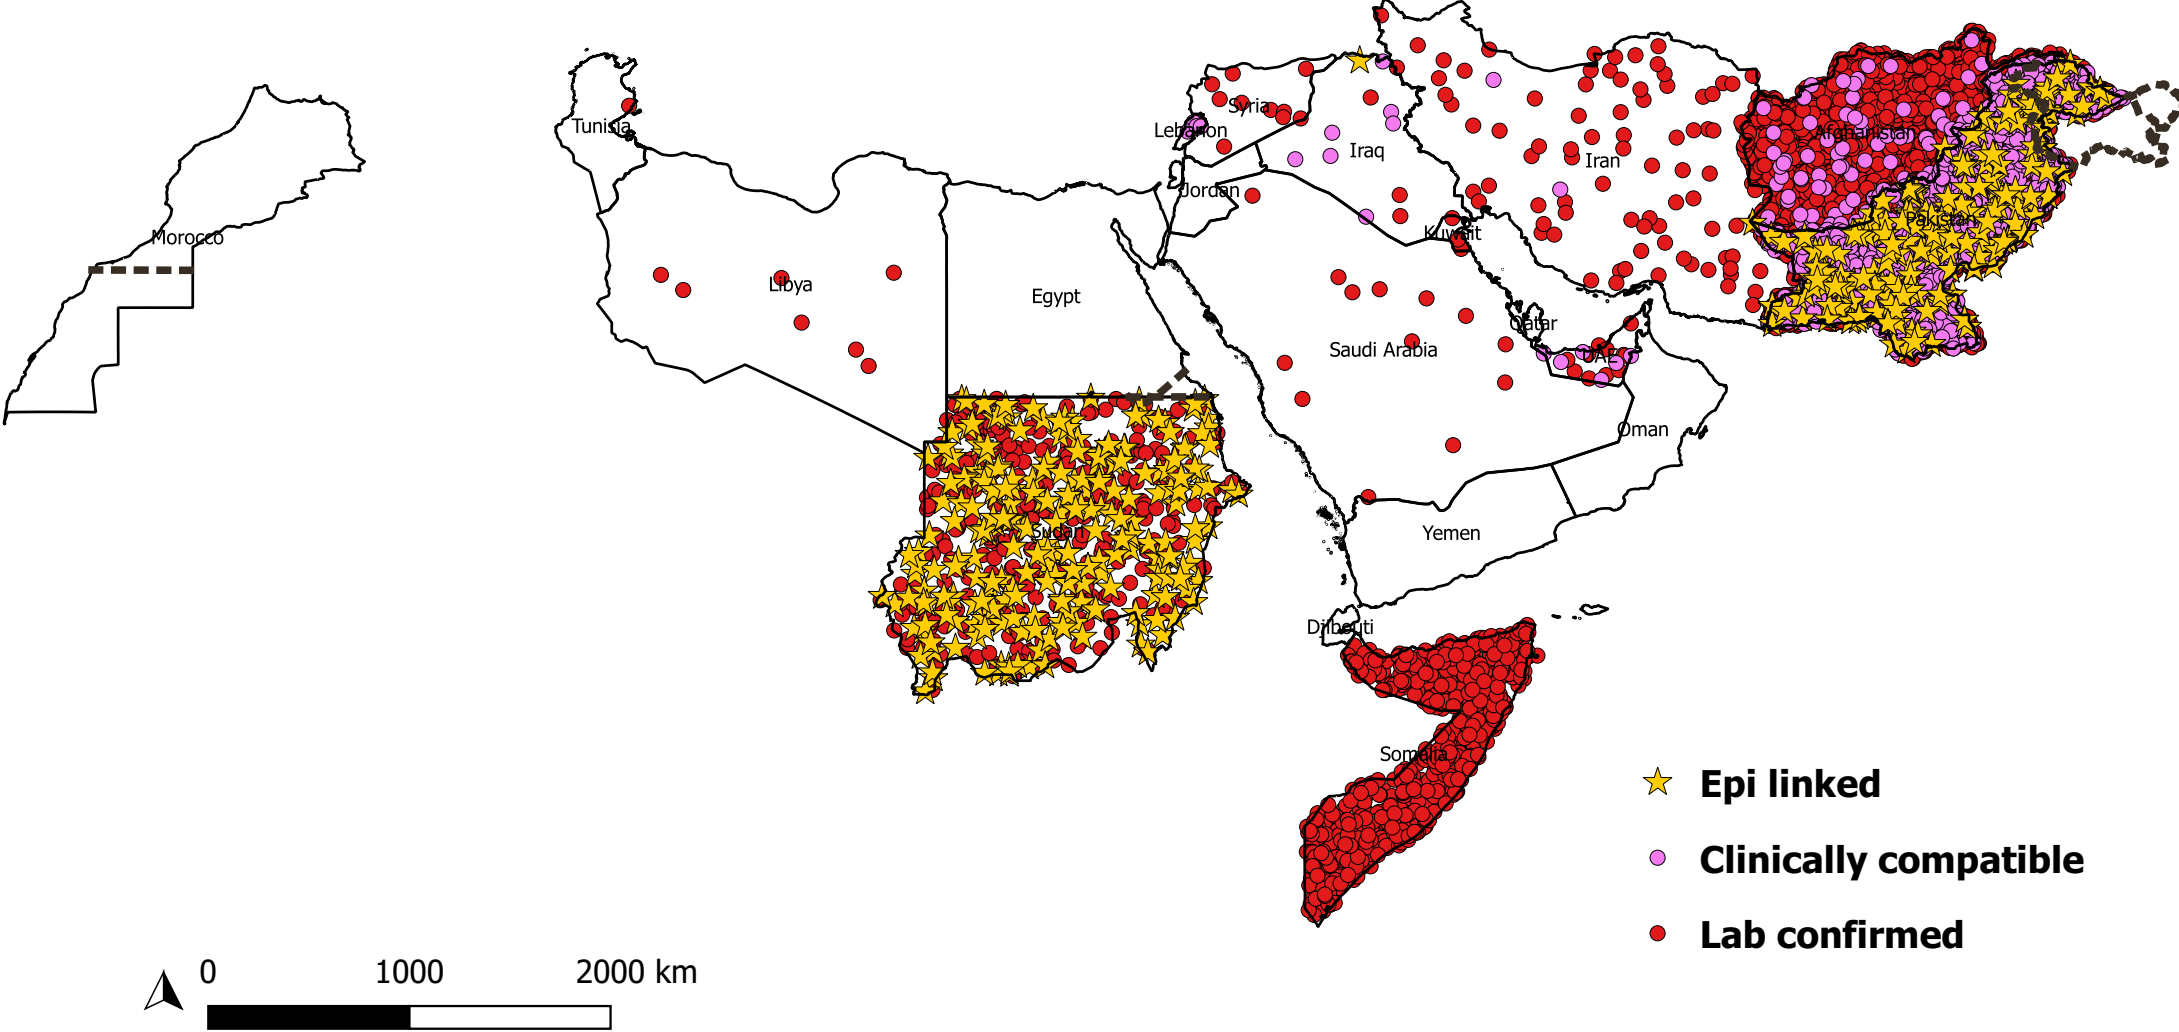 Tunisia
Syria
Lebanon
Afghanistan
Iraq
Iran
Jordan
Pakistan
Morocco
Kuwait
Libya
Egypt
Qatar
Saudi Arabia
UAE
Oman
Sudan
Yemen
Djibouti
Somalia
Epi linked
Clinically compatible
Lab confirmed
0 1000 2000 km